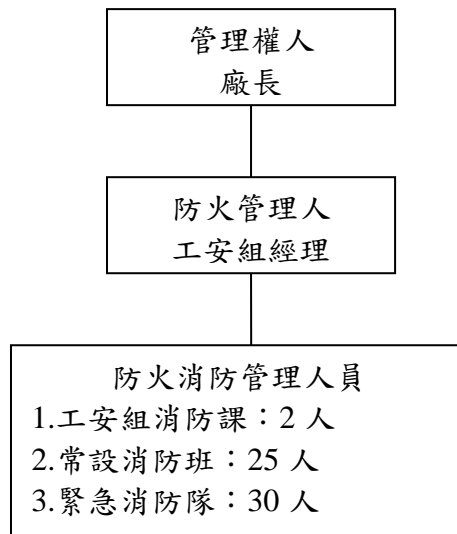 管理權人
廠長
防火管理人
工安組經理
防火消防管理人員
1.工安組消防課：2 人
2.常設消防班：25 人
3.緊急消防隊：30 人